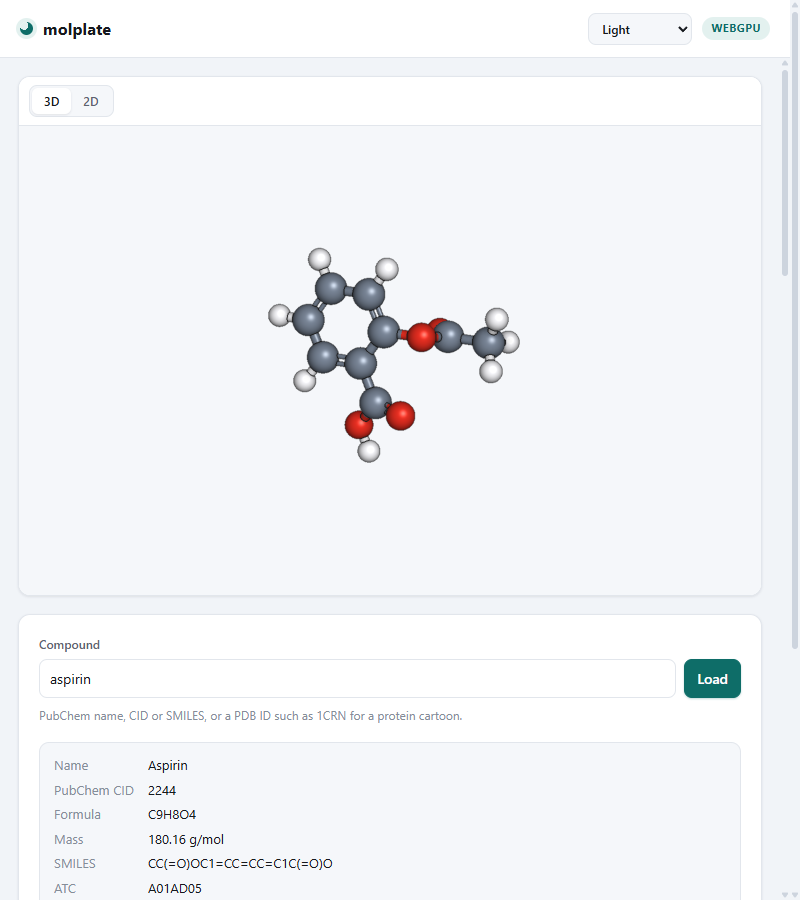 molplate
Light
WEBGPU
3D 2D
Compound
aspirin
Load
PubChem name, CID or SMILES, or a PDB ID such as 1CRN for a protein cartoon.
Name Aspirin
PubChem CID 2244
Formula C9H8O4
Mass 180.16 g/mol
SMILES CC(=O)OC1=CC=CC=C1C(=O)O
ATC A01AD05